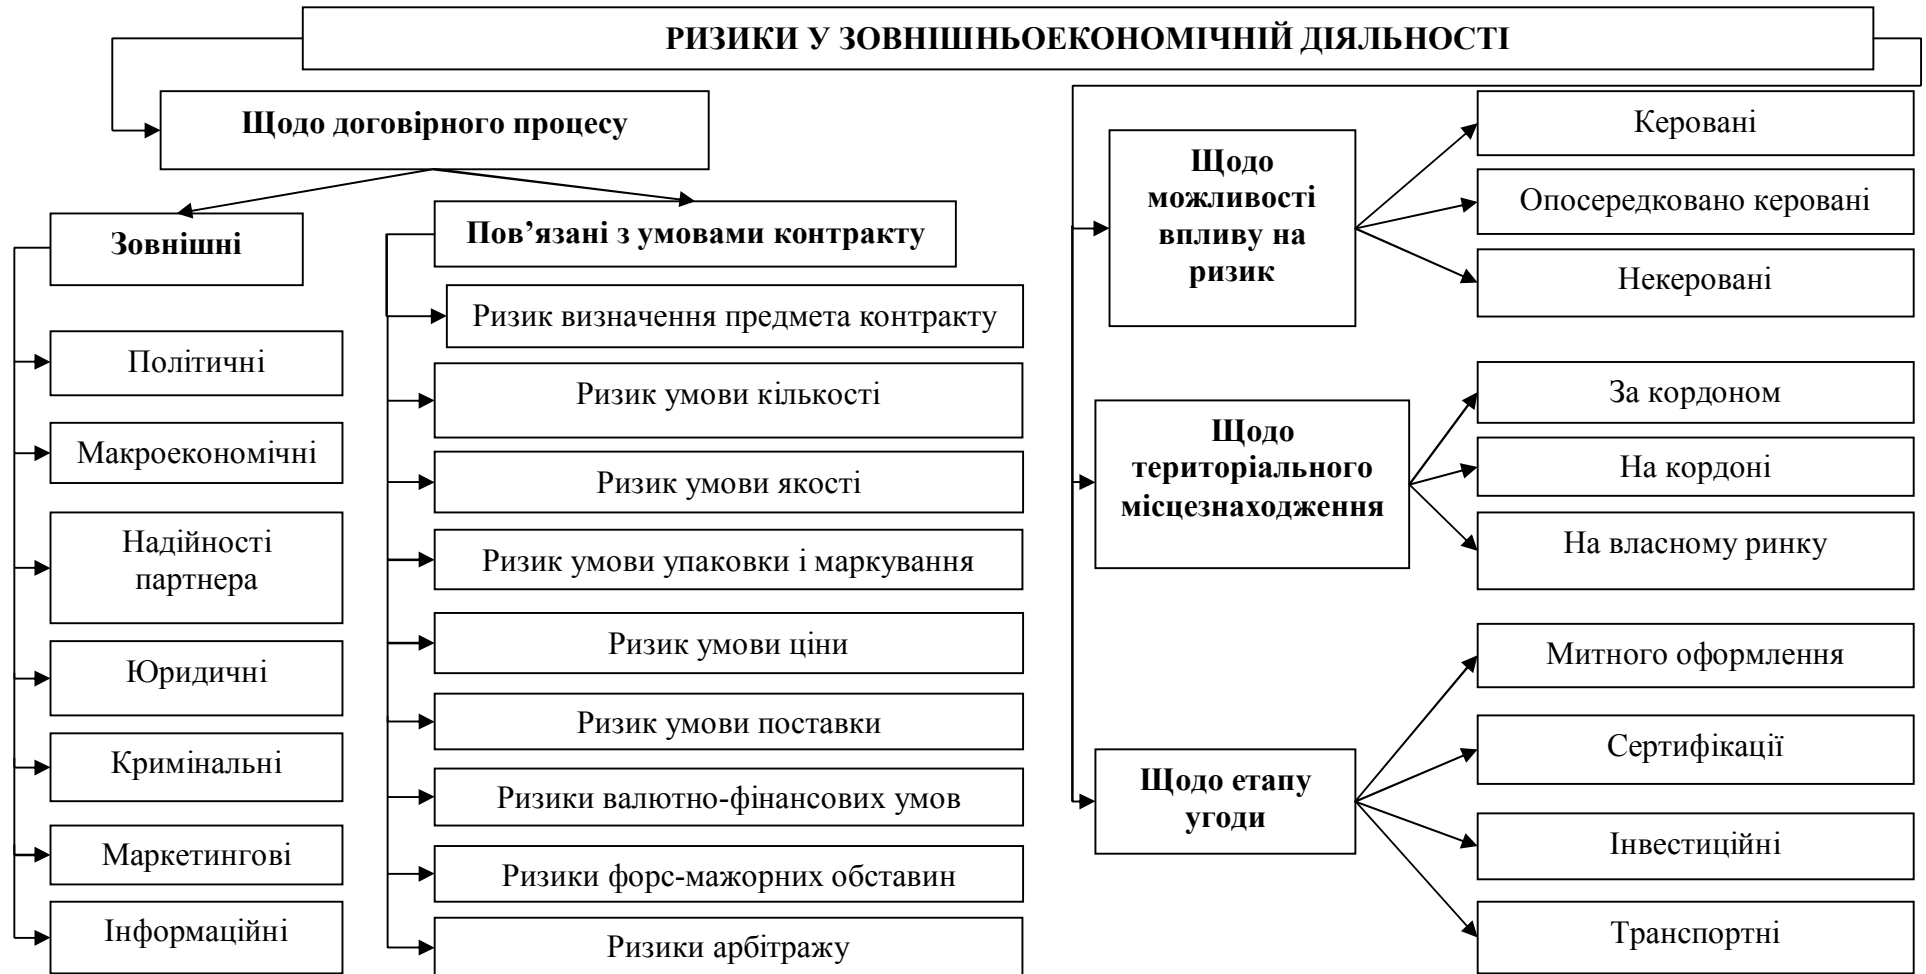 РИЗИКИ У ЗОВНІШНЬОЕКОНОМІЧНІЙ ДІЯЛЬНОСТІ
Щодо договірного процесу
Зовнішні
Політичні
Макроекономічні
Надійності
партнера
Юридичні
Кримінальні
Маркетингові
Інформаційні
Пов’язані з умовами контракту
Ризик визначення предмета контракту
Ризик умови кількості
Ризик умови якості
Ризик умови упаковки і маркування
Ризик умови ціни
Ризик умови поставки
Ризики валютно-фінансових умов
Ризики форс-мажорних обставин
Ризики арбітражу
Щодо
можливості
впливу на
ризик
Керовані
Опосередковано керовані
Некеровані
Щодо
територіального
місцезнаходження
За кордоном
На кордоні
На власному ринку
Щодо етапу
угоди
Митного оформлення
Сертифікації
Інвестиційні
Транспортні